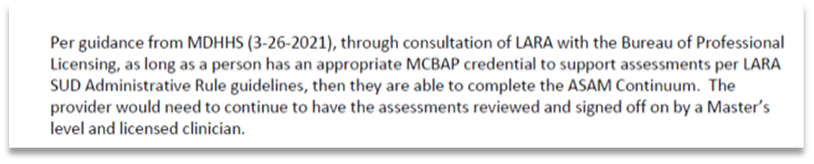 Per guidance from MDHHS (3-26-2021), through consultation of LARA with the Bureau of Professional
Licensing, as long as a person has an appropriate MCBAP credential to support assessments per LARA
SUD Administrative Rule guidelines, then they are able to complete the ASAM Continuum.  The
provider would need to continue to have the assessments reviewed and signed off on by a Master's
level and licensed clinician.